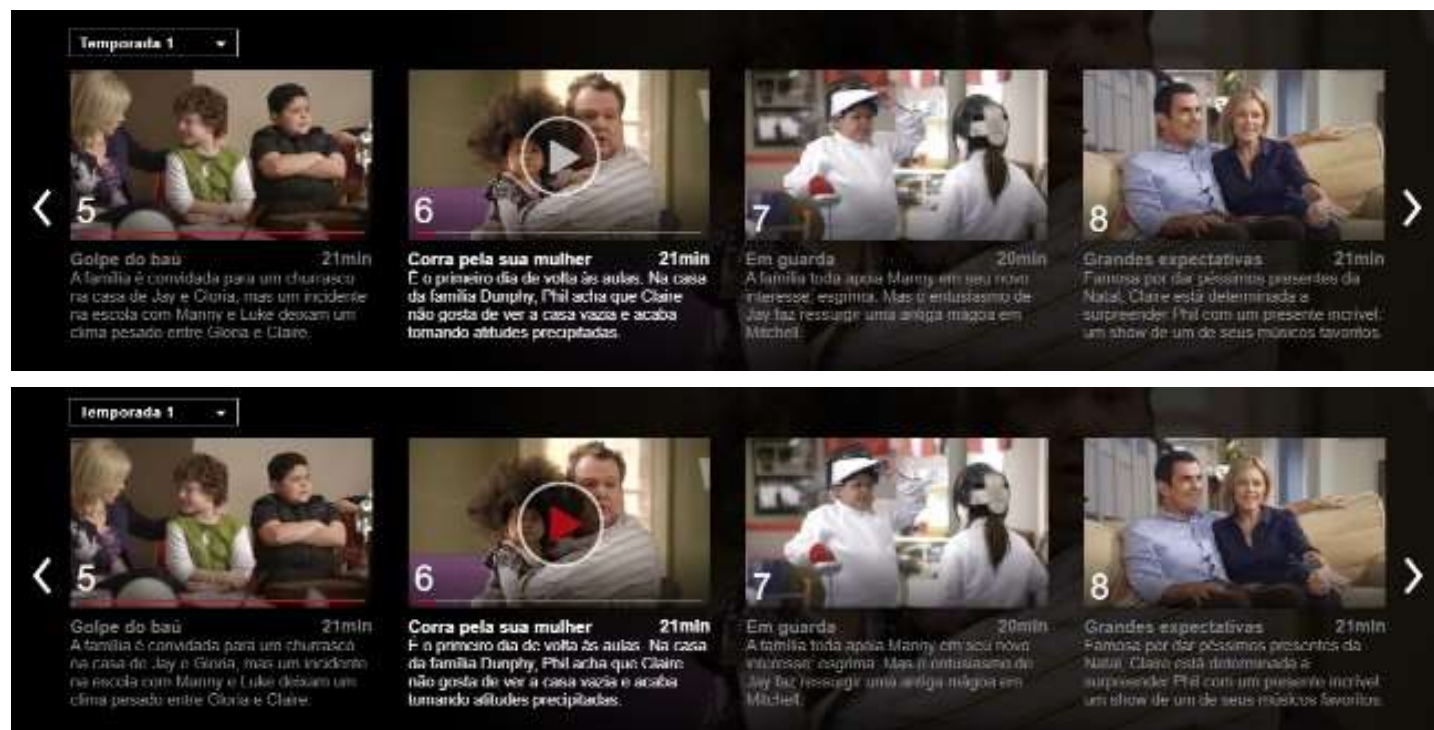 Temporada 1
5
6
7
8
Golpe do baú 21min
A família é convidada para um churrasco
na casa de Jay e Gloria, mas um incidente
na escola com Manny e Luke deixam um
clima pesado entre Gloria e Claire.
Corra pela sua mulher 21min
É o primeiro dia de volta às aulas. Na casa
da família Dunphy, Phil acha que Claire
não gosta de ver a casa vazia e acaba
tomando atitudes precipitadas.
Em guarda 20min
A família toda apoia Manny em seu novo
interesse: esgrima. Mas o entusiasmo de
Jay faz ressurgir uma antiga mágoa em
Mitchell.
Grandes expectativas 21min
Famosa por dar péssimos presentes de
Natal, Claire está determinada a
surpreender Phil com um presente incrível:
um show de um de seus músicos favoritos.
Temporada 1
5
6
7
8
Golpe do baú 21min
A família é convidada para um churrasco
na casa de Jay e Gloria, mas um incidente
na escola com Manny e Luke deixam um
clima pesado entre Gloria e Claire.
Corra pela sua mulher 21min
É o primeiro dia de volta às aulas. Na casa
da família Dunphy, Phil acha que Claire
não gosta de ver a casa vazia e acaba
tomando atitudes precipitadas.
Em guarda 20min
A família toda apoia Manny em seu novo
interesse: esgrima. Mas o entusiasmo de
Jay faz ressurgir uma antiga mágoa em
Mitchell.
Grandes expectativas 21min
Famosa por dar péssimos presentes de
Natal, Claire está determinada a
surpreender Phil com um presente incrível:
um show de um de seus músicos favoritos.